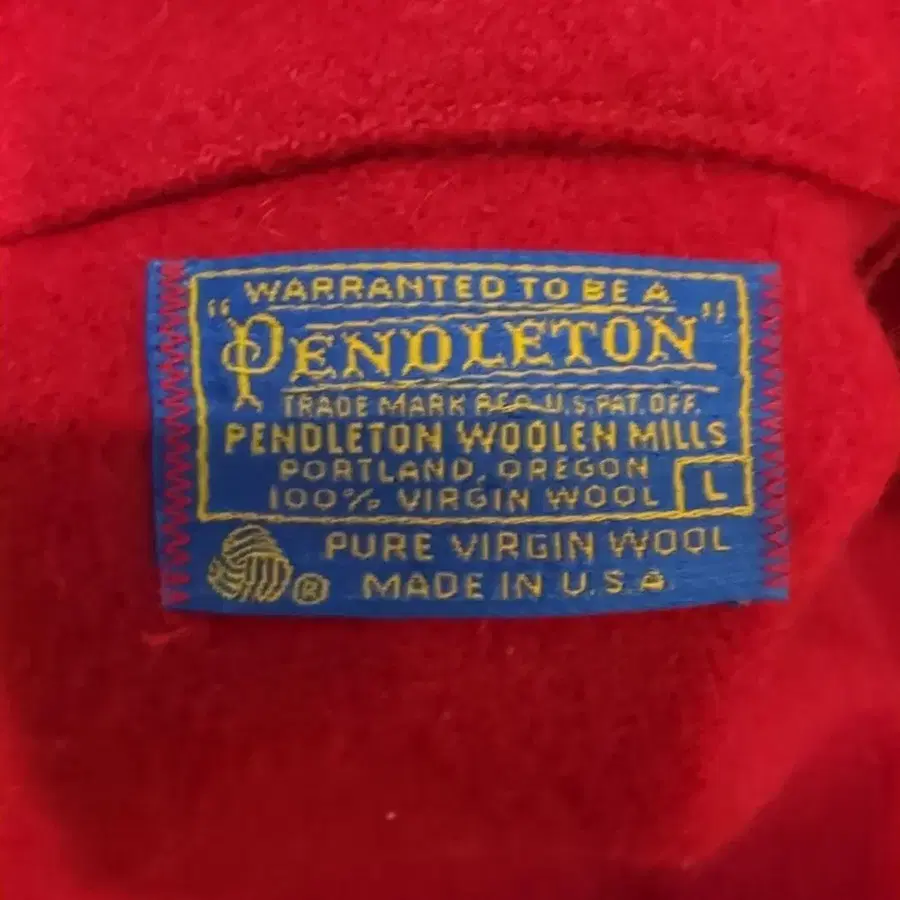 WARRANTED TO BE A
"PENDLETON"
TRADE MARK REG. U.S. PAT. OFF.
PENDLETON WOOLEN MILLS
PORTLAND, OREGON
100% VIRGIN WOOL L
PURE VIRGIN WOOL
® MADE IN U.S.A.